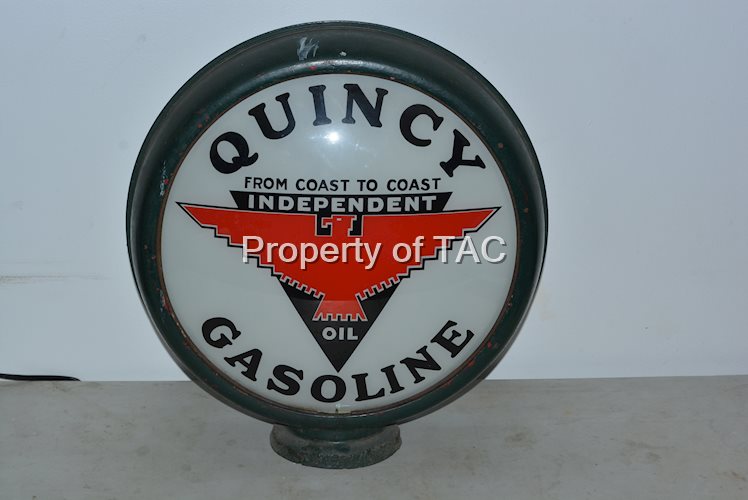 QUINCY
FROM COAST TO COAST
INDEPENDENT
Property of TAC
OIL
GASOLINE